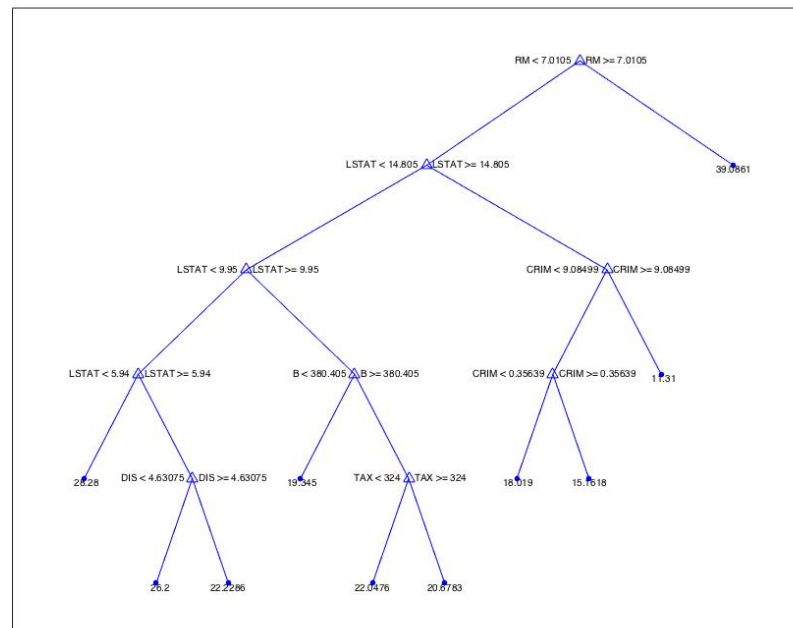 RM < 7.0105 RM >= 7.0105
LSTAT < 14.805 LSTAT >= 14.805
39.0861
LSTAT < 9.95 LSTAT >= 9.95
CRIM < 9.08499 CRIM >= 9.08499
LSTAT < 5.94 LSTAT >= 5.94
B < 380.405 B >= 380.405
CRIM < 0.35639 CRIM >= 0.35639
11.31
28.28
DIS < 4.63075 DIS >= 4.63075
19.345
TAX < 324 TAX >= 324
18.019
15.1618
26.2
22.2286
22.0476
20.6783